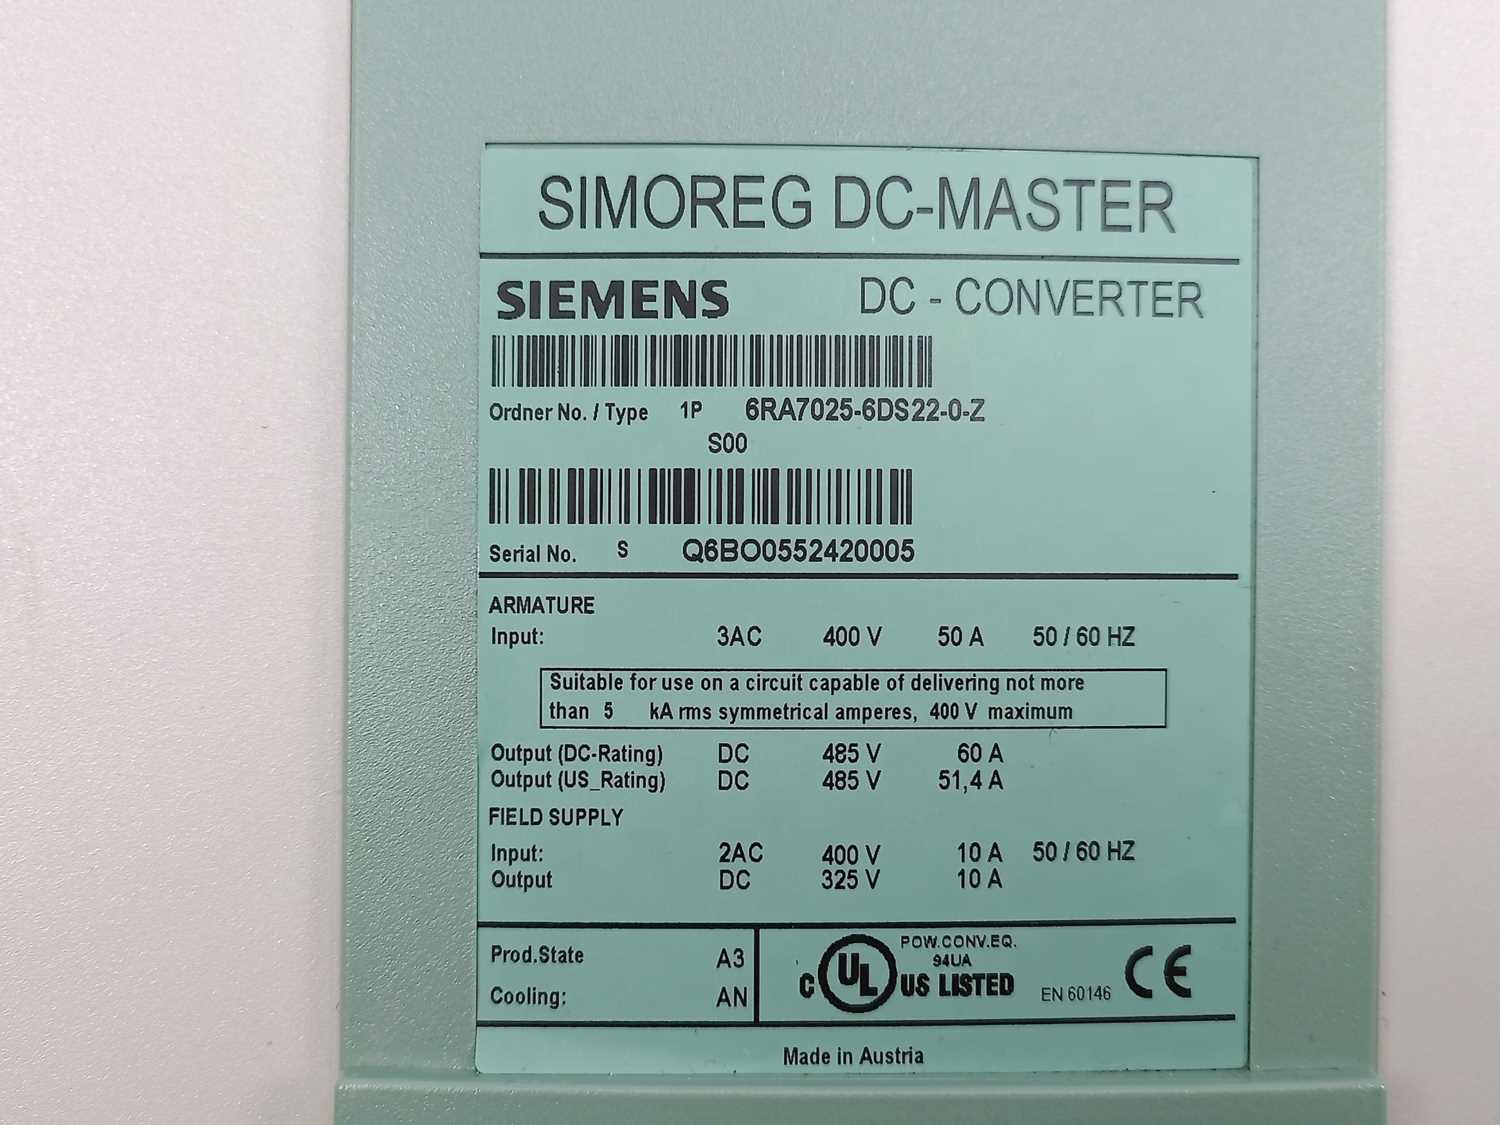 SIMOREG DC-MASTER
SIEMENS DC - CONVERTER
Ordner No. / Type 1P 6RA7025-6DS22-0-Z
S00
Serial No. S Q6BO0552420005
ARMATURE
Input: 3AC 400 V 50 A 50 / 60 HZ
Suitable for use on a circuit capable of delivering not more
than 5 kA rms symmetrical amperes, 400 V maximum
Output (DC-Rating) DC 485 V 60 A
Output (US_Rating) DC 485 V 51,4 A
FIELD SUPPLY
Input: 2AC 400 V 10 A 50 / 60 HZ
Output DC 325 V 10 A
Prod.State A3
Cooling: AN
POW.CONV.EQ.
94UA
C UL US LISTED EN 60146 CE
Made in Austria